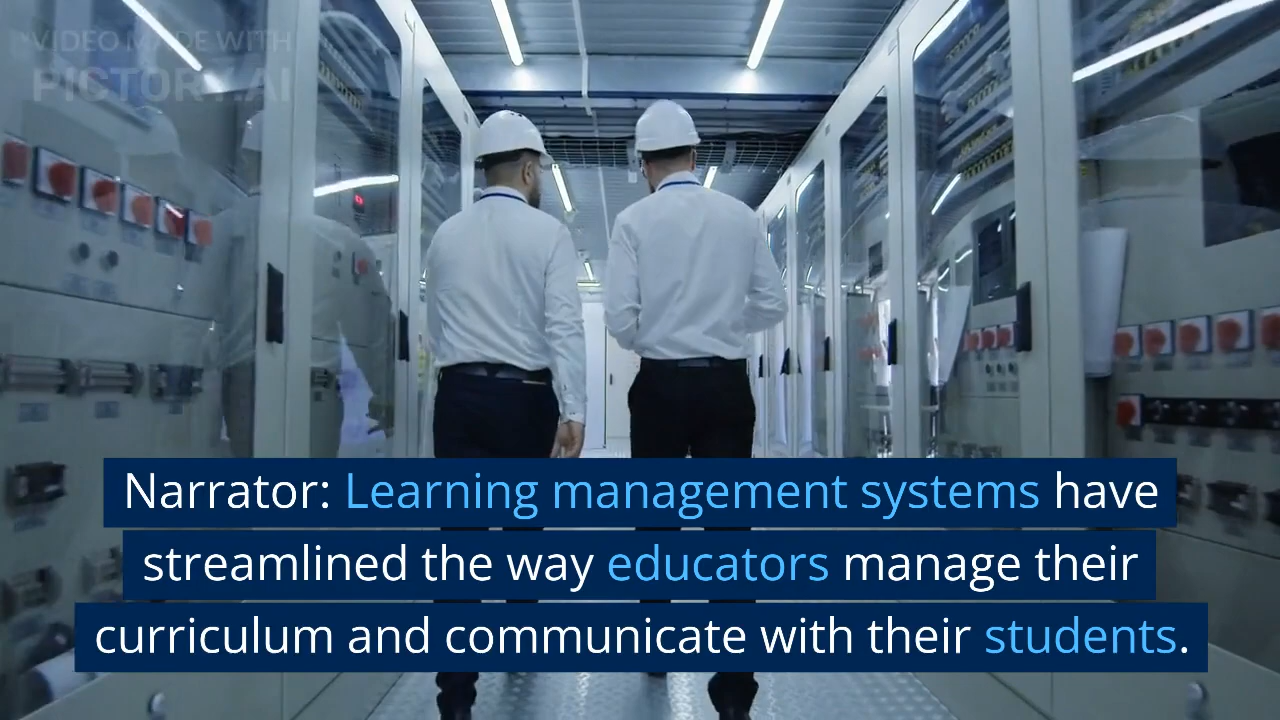 VIDEO MADE WITH
PICTORY.AI
Narrator: Learning management systems have
streamlined the way educators manage their
curriculum and communicate with their students.